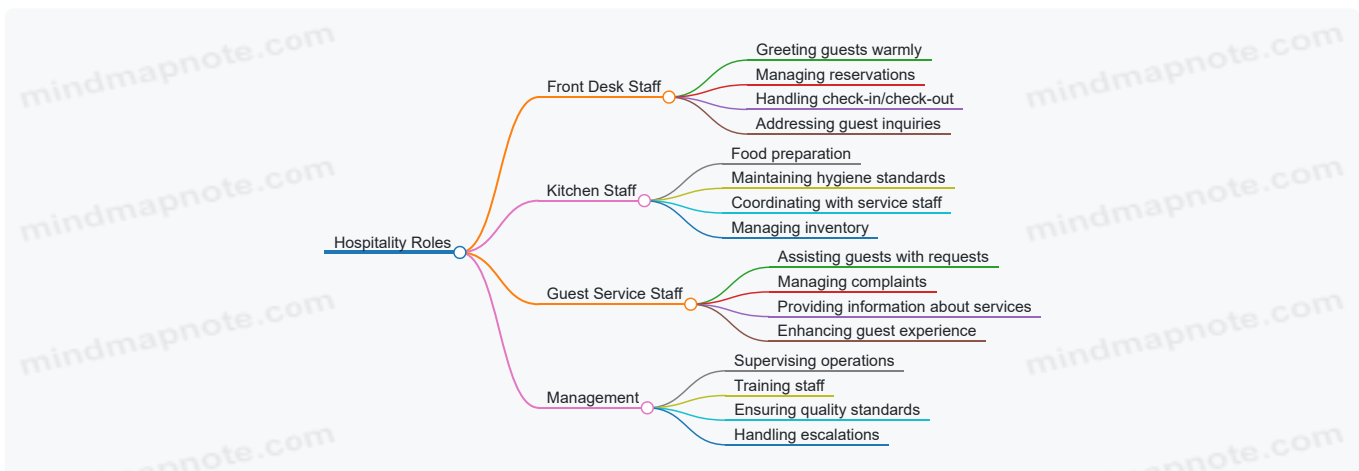 mindmapnote.com
mindmapnote.com
Greeting guests warmly
Front Desk Staff
Managing reservations
Handling check-in/check-out
Addressing guest inquiries
mindmapnote.com
mindmapnote.com
Food preparation
Kitchen Staff
Maintaining hygiene standards
Coordinating with service staff
Managing inventory
Hospitality Roles
Assisting guests with requests
Guest Service Staff
Managing complaints
Providing information about services
Enhancing guest experience
mindmapnote.com
mindmapnote.com
Supervising operations
Management
Training staff
Ensuring quality standards
Handling escalations
mindmapnote.com
mindmapnote.com